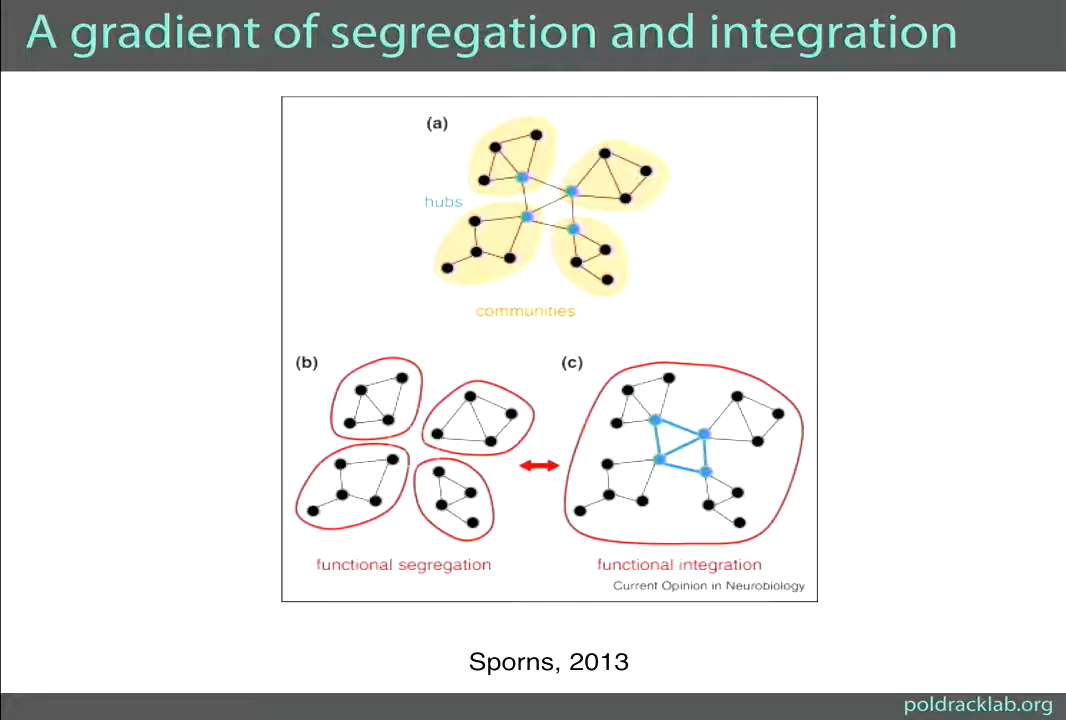 A gradient of segregation and integration
(a)
hubs
communities
(b)
(c)
functional segregation
functional integration
Current Opinion in Neurobiology
Sporns, 2013
poldracklab.org